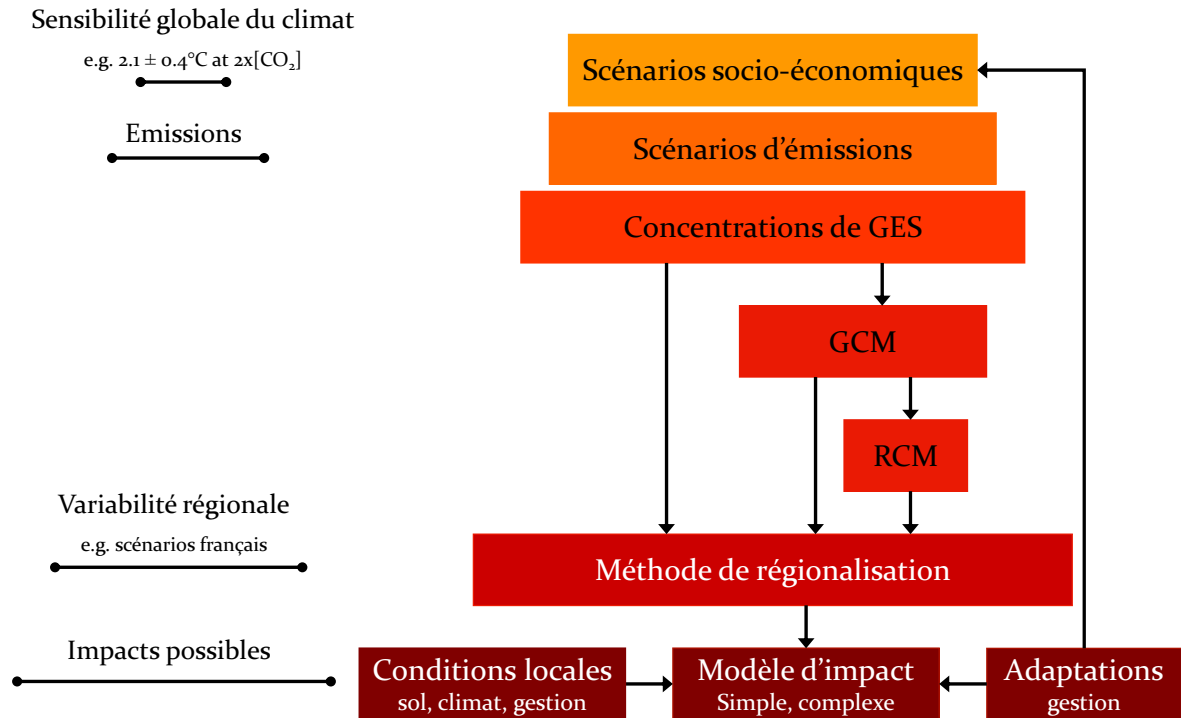 Sensibilité globale du climat
e.g. 2.1 ± 0.4°C at 2x[CO₂]
Emissions
Variabilité régionale
e.g. scénarios français
Impacts possibles
Scénarios socio-économiques
Scénarios d'émissions
Concentrations de GES
GCM
RCM
Méthode de régionalisation
Conditions locales
sol, climat, gestion
Modèle d'impact
Simple, complexe
Adaptations
gestion